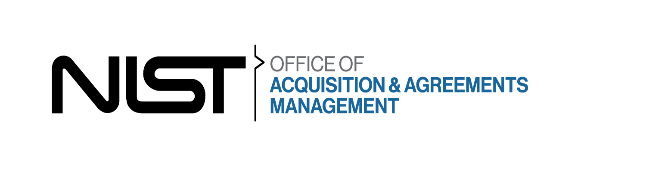 NIST
OFFICE OF
ACQUISITION & AGREEMENTS
MANAGEMENT